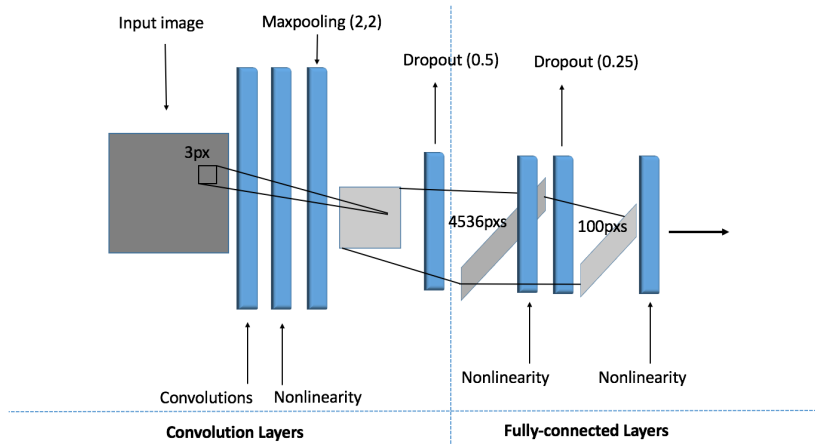 Input image
Maxpooling (2,2)
Dropout (0.5)
Dropout (0.25)
3px
4536pxs
100pxs
Convolutions
Nonlinearity
Nonlinearity
Nonlinearity
Convolution Layers
Fully-connected Layers